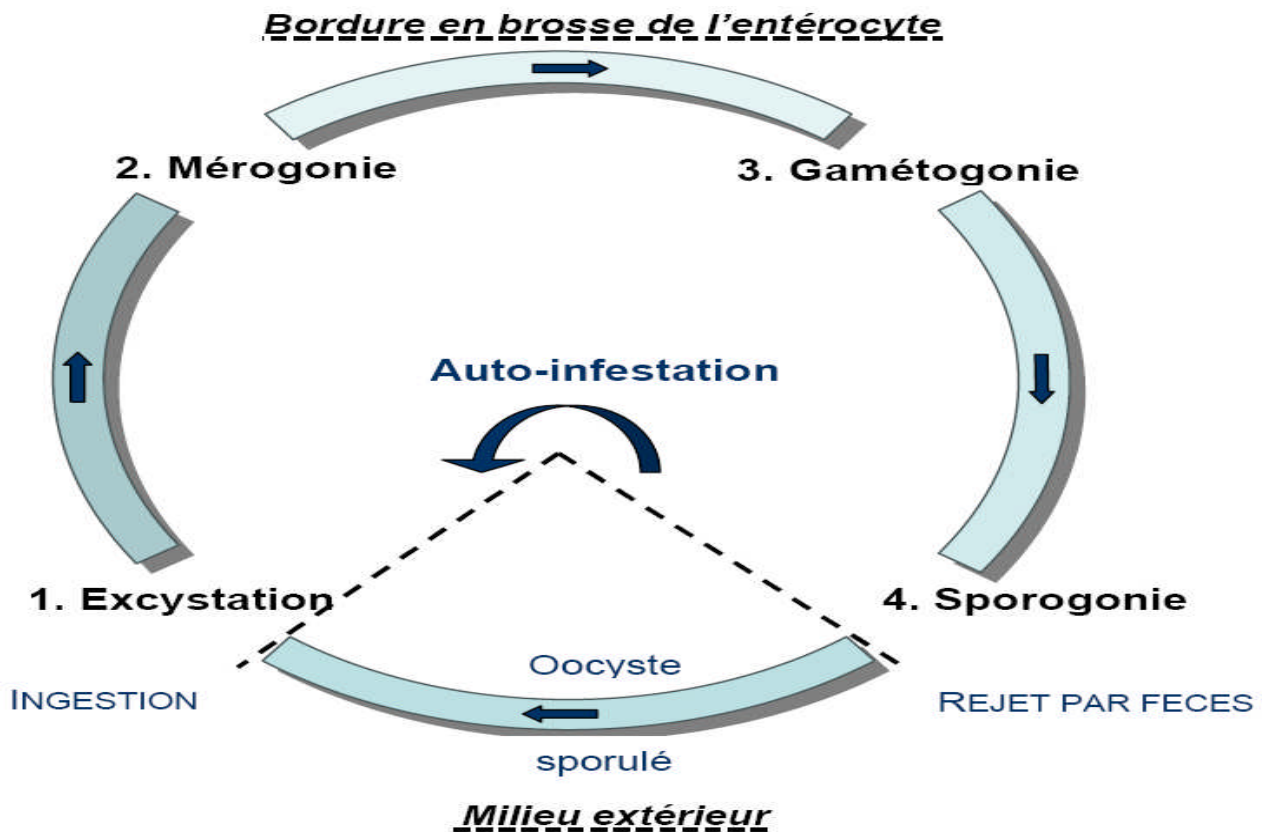 Bordure en brosse de l'entérocyte
2. Mérogonie
3. Gamétogonie
Auto-infestation
1. Excystation
4. Sporogonie
Oocyste
INGESTION
REJET PAR FECES
sporulé
Milieu extérieur